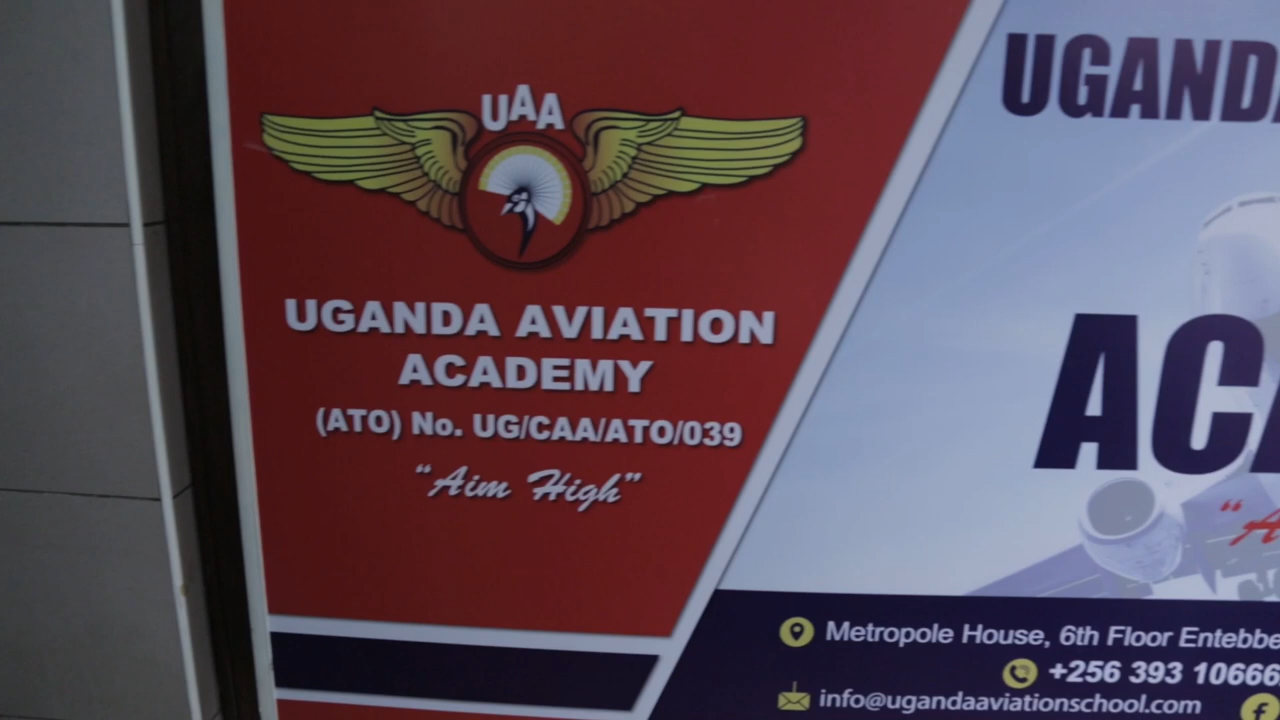 UAA
UGANDA AVIATION
ACADEMY
(ATO) No. UG/CAA/ATO/039
"Aim High"
UGANDA
Metropole House, 6th Floor Entebbe
+256 393 10666
info@ugandaaviationschool.com